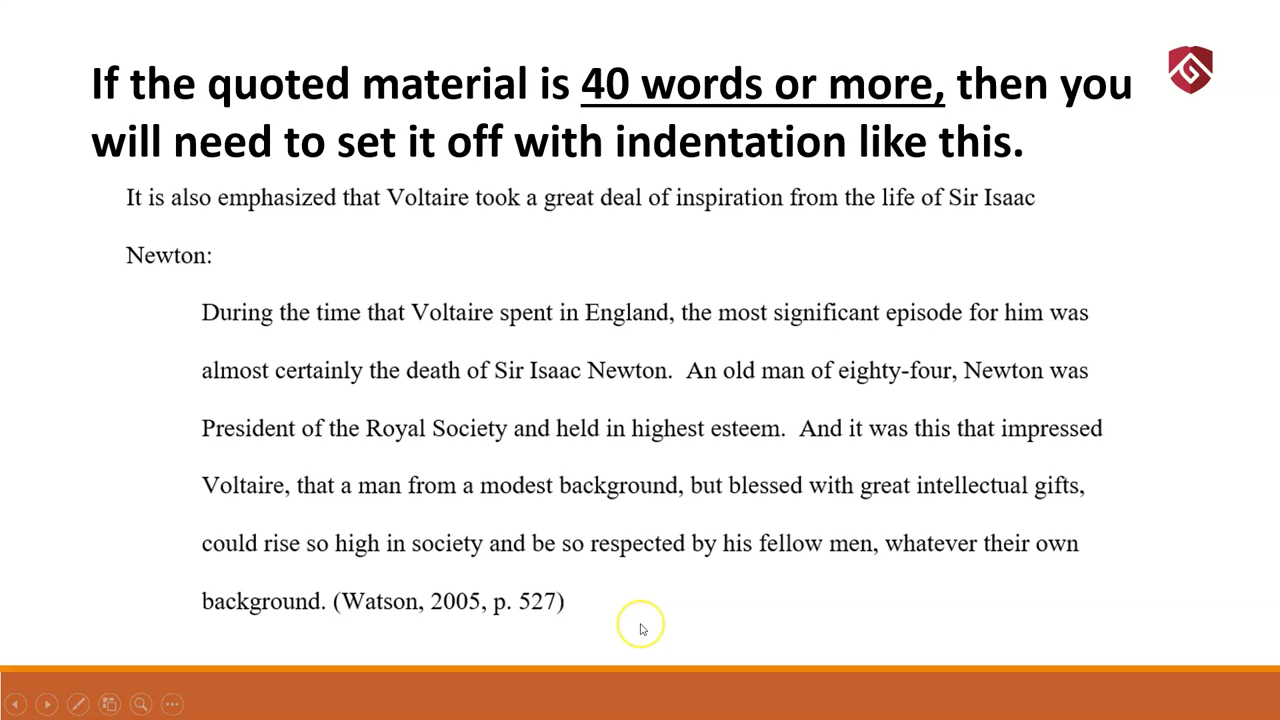 If the quoted material is 40 words or more, then you
will need to set it off with indentation like this.
It is also emphasized that Voltaire took a great deal of inspiration from the life of Sir Isaac
Newton:
During the time that Voltaire spent in England, the most significant episode for him was
almost certainly the death of Sir Isaac Newton.  An old man of eighty-four, Newton was
President of the Royal Society and held in highest esteem.  And it was this that impressed
Voltaire, that a man from a modest background, but blessed with great intellectual gifts,
could rise so high in society and be so respected by his fellow men, whatever their own
background. (Watson, 2005, p. 527)